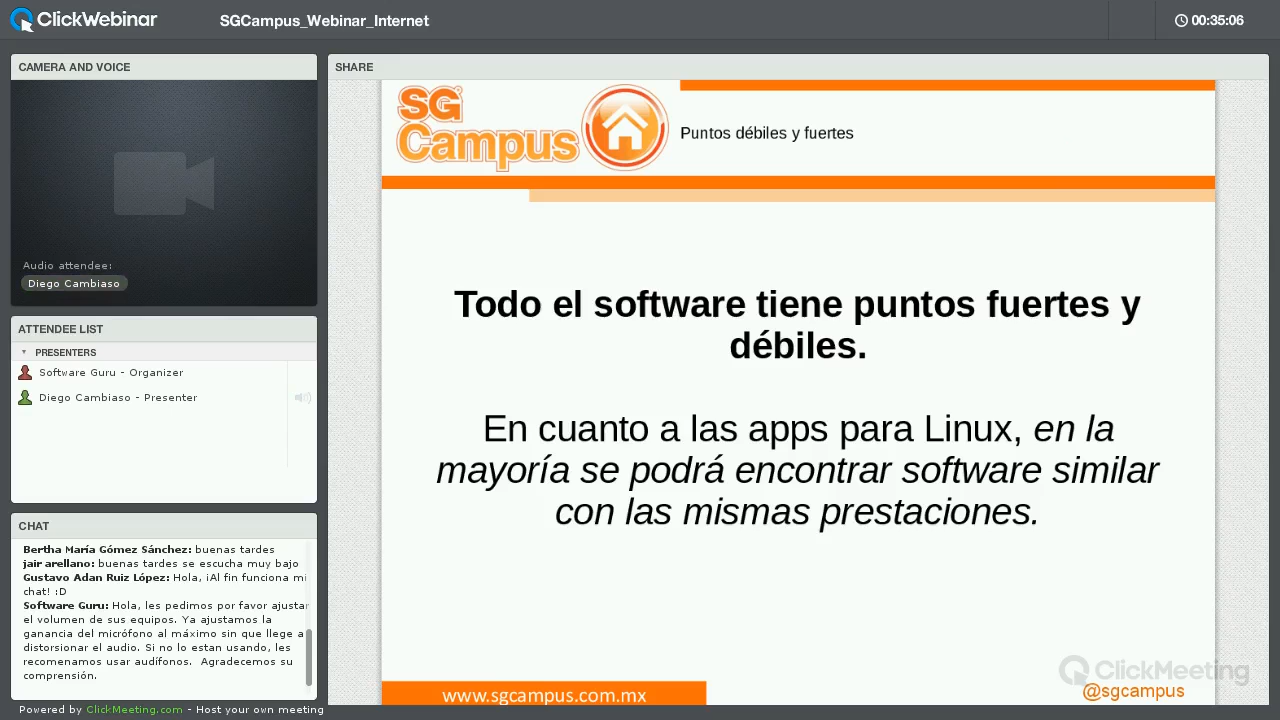 ClickWebinar
SGCampus_Webinar_Internet
00:35:06
CAMERA AND VOICE
Audio attendee:
Diego Cambiaso
ATTENDEE LIST
PRESENTERS
Software Guru - Organizer
Diego Cambiaso - Presenter
CHAT
Bertha María Gómez Sánchez: buenas tardes
jair arellano: buenas tardes se escucha muy bajo
Gustavo Adan Ruiz López: Hola, ¡Al fin funciona mi
chat! :D
Software Guru: Hola, les pedimos por favor ajustar
el volumen de sus equipos. Ya ajustamos la
ganancia del micrófono al máximo sin que llege a
distorsionar el audio. Si no lo estan usando, les
recomendamos usar audífonos. Agradecemos su
comprensión.
Powered by ClickMeeting.com - Host your own meeting
SHARE
SG
Campus
Puntos débiles y fuertes
Todo el software tiene puntos fuertes y
débiles.
En cuanto a las apps para Linux, en la
mayoría se podrá encontrar software similar
con las mismas prestaciones.
ClickMeeting
www.sgcampus.com.mx
@sgcampus